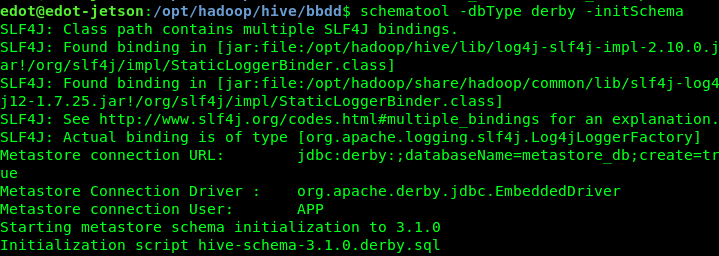 edot@edot-jetson:/opt/hadoop/hive/bbdd$ schematool -dbType derby -initSchema
SLF4J: Class path contains multiple SLF4J bindings.
SLF4J: Found binding in [jar:file:/opt/hadoop/hive/lib/log4j-slf4j-impl-2.10.0.j
ar!/org/slf4j/impl/StaticLoggerBinder.class]
SLF4J: Found binding in [jar:file:/opt/hadoop/share/hadoop/common/lib/slf4j-log4
j12-1.7.25.jar!/org/slf4j/impl/StaticLoggerBinder.class]
SLF4J: See http://www.slf4j.org/codes.html#multiple_bindings for an explanation.
SLF4J: Actual binding is of type [org.apache.logging.slf4j.Log4jLoggerFactory]
Metastore connection URL:        jdbc:derby:;databaseName=metastore_db;create=tr
ue
Metastore Connection Driver :    org.apache.derby.jdbc.EmbeddedDriver
Metastore connection User:       APP
Starting metastore schema initialization to 3.1.0
Initialization script hive-schema-3.1.0.derby.sql